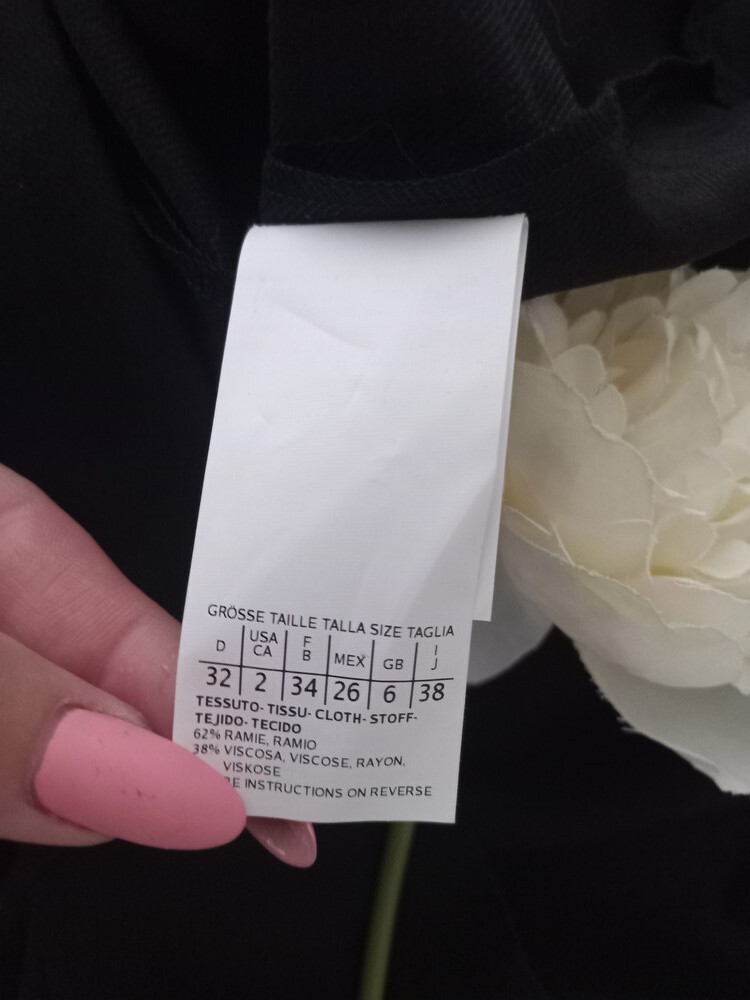 GRÖSSE TAILLE TALLA SIZE TAGLIA
D USA CA F B MEX GB I J
32 2 34 26 6 38
TESSUTO- TISSU- CLOTH- STOFF-
TEJIDO- TECIDO
62% RAMIE, RAMIO
38% VISCOSA, VISCOSE, RAYON,
VISKOSE
INSTRUCTIONS ON REVERSE